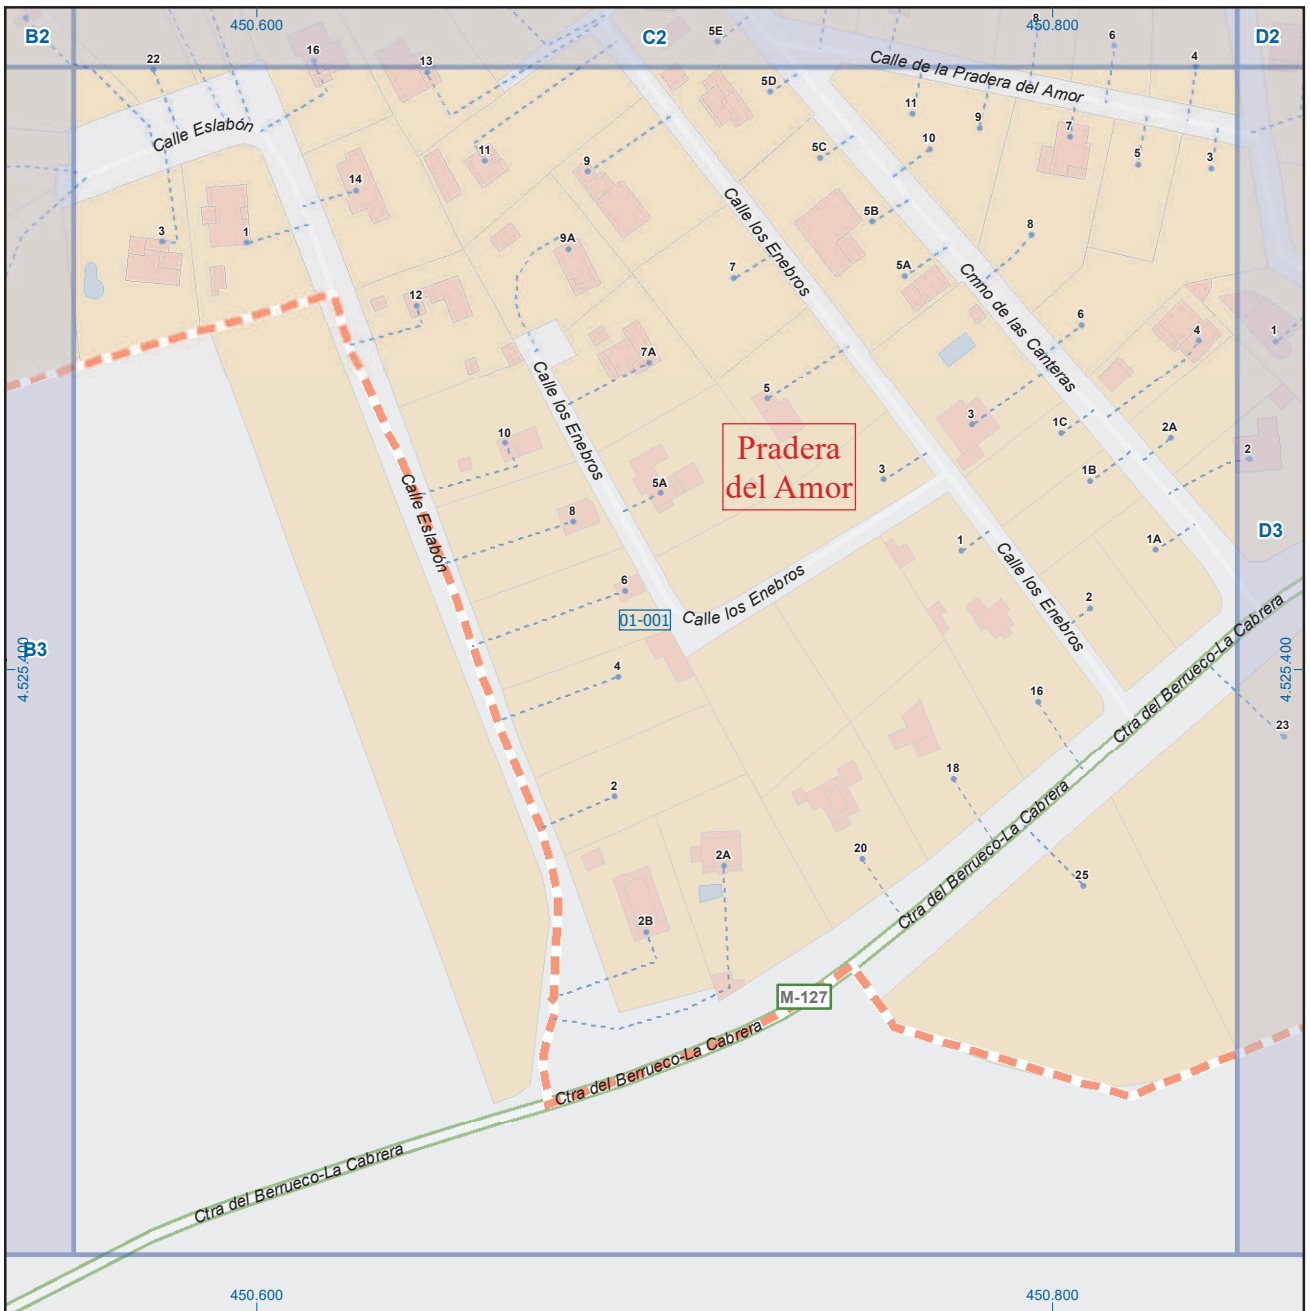 450.600
450.800
B2
C2
D2
5E
8
6
4
22
16
13
Calle de la Pradera del Amor
5D
11
9
7
5
3
Calle Eslabón
5C
10
11
9
14
5B
8
3
1
9A
7
Calle los Enebros
5A
Cmno de las Canteras
12
6
4
1
7A
5
Calle los Enebros
3
1C
2A
10
Pradera
del Amor
2
3
1B
5A
Calle Eslabón
8
1
1A
D3
Calle los Enebros
6
2
01-001
Calle los Enebros
Ctra del Berrueco-La Cabrera
B3
4.525.400
4.525.400
4
16
23
18
2
Ctra del Berrueco-La Cabrera
20
2A
25
2B
M-127
Ctra del Berrueco-La Cabrera
Ctra del Berrueco-La Cabrera
450.600
450.800